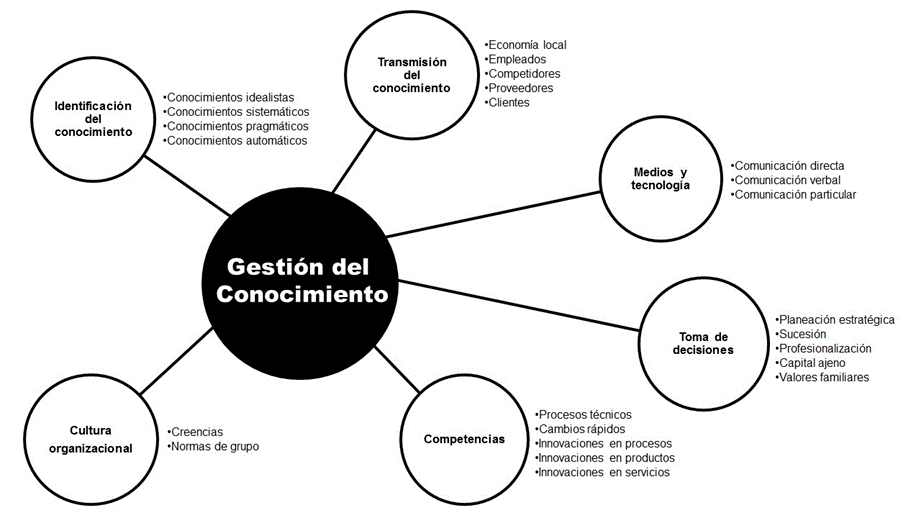 Identificación
del
conocimiento
•Conocimientos idealistas
•Conocimientos sistemáticos
•Conocimientos pragmáticos
•Conocimientos automáticos
Transmisión
del
conocimiento
•Economía local
•Empleados
•Competidores
•Proveedores
•Clientes
Medios y
tecnología
•Comunicación directa
•Comunicación verbal
•Comunicación particular
Gestión del
Conocimiento
Toma de
decisiones
•Planeación estratégica
•Sucesión
•Profesionalización
•Capital ajeno
•Valores familiares
Cultura
organizacional
•Creencias
•Normas de grupo
Competencias
•Procesos técnicos
•Cambios rápidos
•Innovaciones en procesos
•Innovaciones en productos
•Innovaciones en servicios